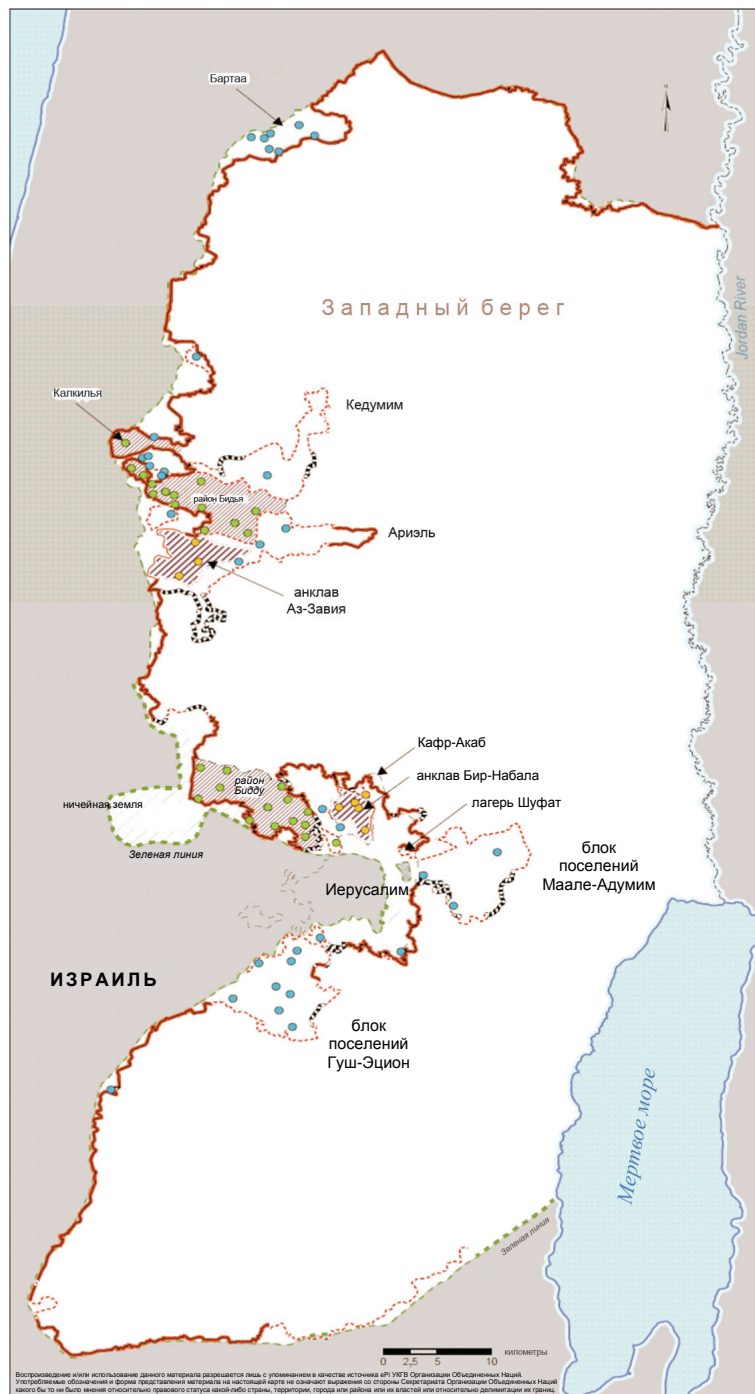 Бартаа
N
Западный берег
Jordan River
Калкилья
Кедумим
район Бидья
Ариэль
анклав
Аз-Завия
Кафр-Акаб
район
Бидду
анклав Бир-Набала
ничейная земля
лагерь Шуфат
Зеленая линия
блок
поселений
Маале-Адумим
Иерусалим
ИЗРАИЛЬ
блок
поселений
Гуш-Эцион
Мертвое море
Зеленая линия
километры
0 2,5 5 10
Воспроизведение и/или использование данного материала разрешается лишь с упоминанием в качестве источника ePi УКГВ Организации Объединенных Наций.
Употребляемые обозначения и форма представления материала на настоящей карте не означают выражения со стороны Секретариата Организации Объединенных Наций
какого бы то ни было мнения относительно правового статуса какой-либо страны, территории, города или района или их властей или относительно делимитации их границ.